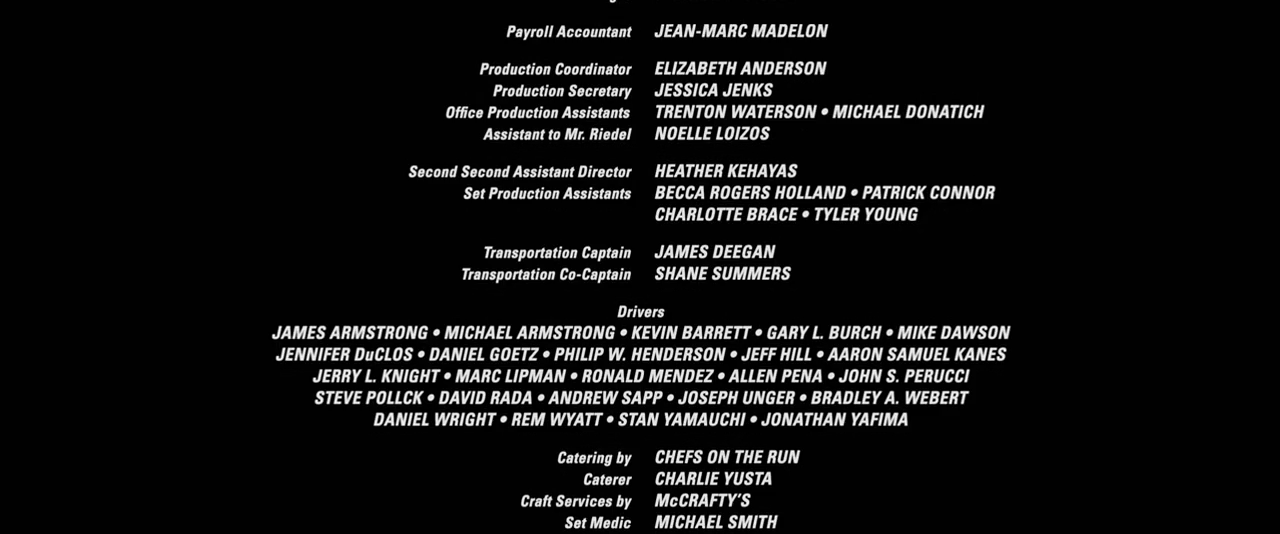 Payroll Accountant JEAN-MARC MADELON
Production Coordinator ELIZABETH ANDERSON
Production Secretary JESSICA JENKS
Office Production Assistants TRENTON WATERSON • MICHAEL DONATICH
Assistant to Mr. Riedel NOELLE LOIZOS
Second Second Assistant Director HEATHER KEHAYAS
Set Production Assistants BECCA ROGERS HOLLAND • PATRICK CONNOR
CHARLOTTE BRACE • TYLER YOUNG
Transportation Captain JAMES DEEGAN
Transportation Co-Captain SHANE SUMMERS
Drivers
JAMES ARMSTRONG • MICHAEL ARMSTRONG • KEVIN BARRETT • GARY L. BURCH • MIKE DAWSON
JENNIFER DuCLOS • DANIEL GOETZ • PHILIP W. HENDERSON • JEFF HILL • AARON SAMUEL KANES
JERRY L. KNIGHT • MARC LIPMAN • RONALD MENDEZ • ALLEN PENA • JOHN S. PERUCCI
STEVE POLLCK • DAVID RADA • ANDREW SAPP • JOSEPH UNGER • BRADLEY A. WEBERT
DANIEL WRIGHT • REM WYATT • STAN YAMAUCHI • JONATHAN YAFIMA
Catering by CHEFS ON THE RUN
Caterer CHARLIE YUSTA
Craft Services by McCRAFTY'S
Set Medic MICHAEL SMITH